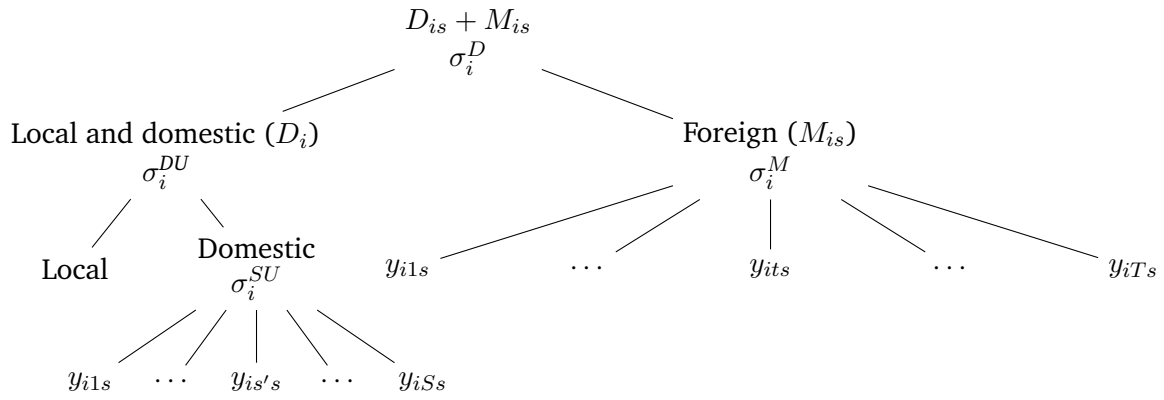 D_{is} + M_{is}
σ_i^D
Local and domestic (D_i)
Foreign (M_{is})
σ_i^{DU}
σ_i^M
Local
Domestic
σ_i^{SU}
y_{i1s}
· · ·
y_{its}
· · ·
y_{iTs}
y_{i1s}
· · ·
y_{is's}
· · ·
y_{iSs}